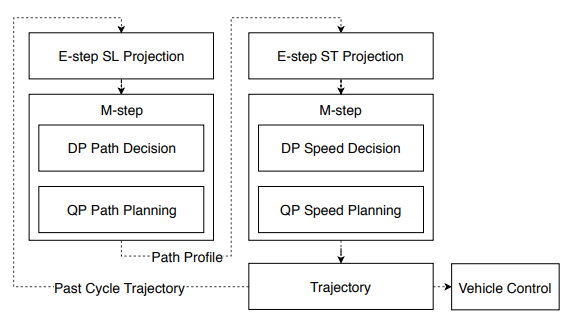 E-step SL Projection
M-step
DP Path Decision
QP Path Planning
Path Profile
E-step ST Projection
M-step
DP Speed Decision
QP Speed Planning
Trajectory
Vehicle Control
Past Cycle Trajectory